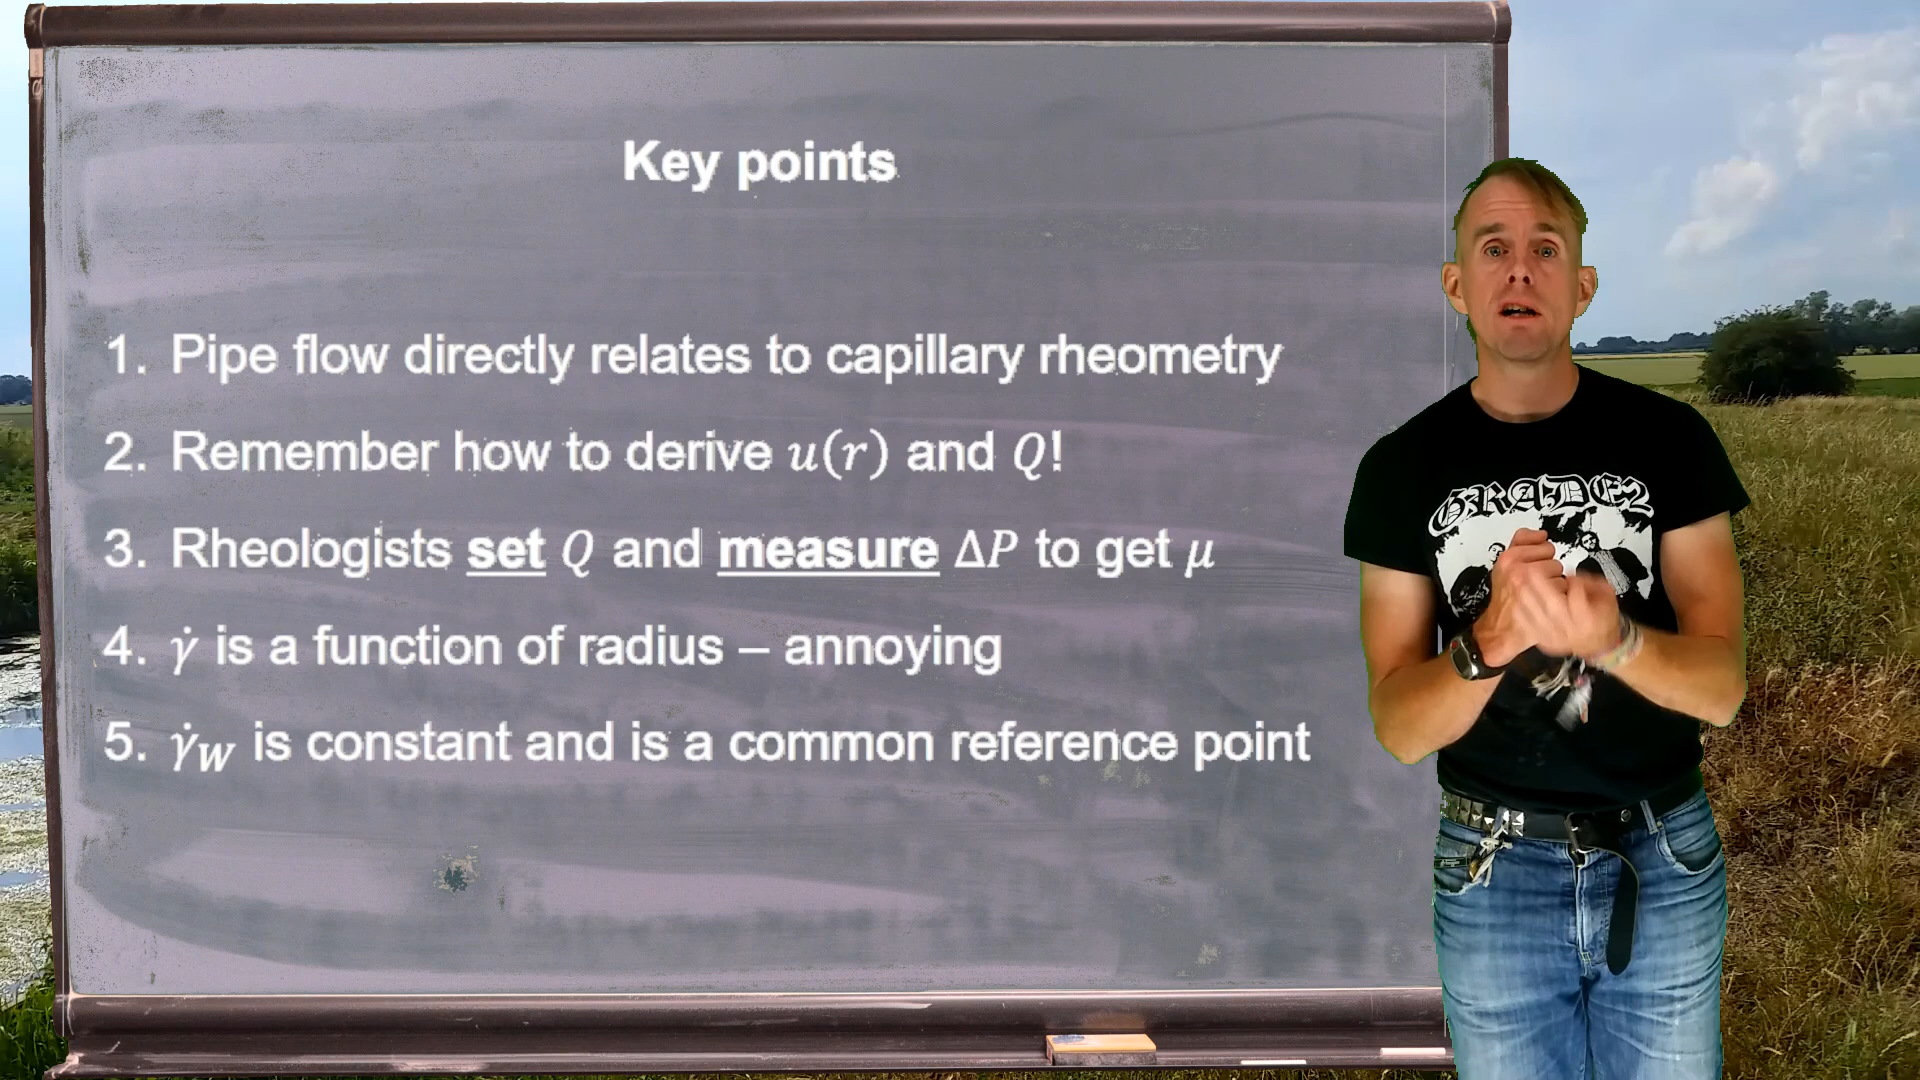 Key points
1. Pipe flow directly relates to capillary rheometry
2. Remember how to derive u(r) and Q!
3. Rheologists set Q and measure ΔP to get μ
4. γ̇ is a function of radius – annoying
5. γ̇_W is constant and is a common reference point
GRADE2